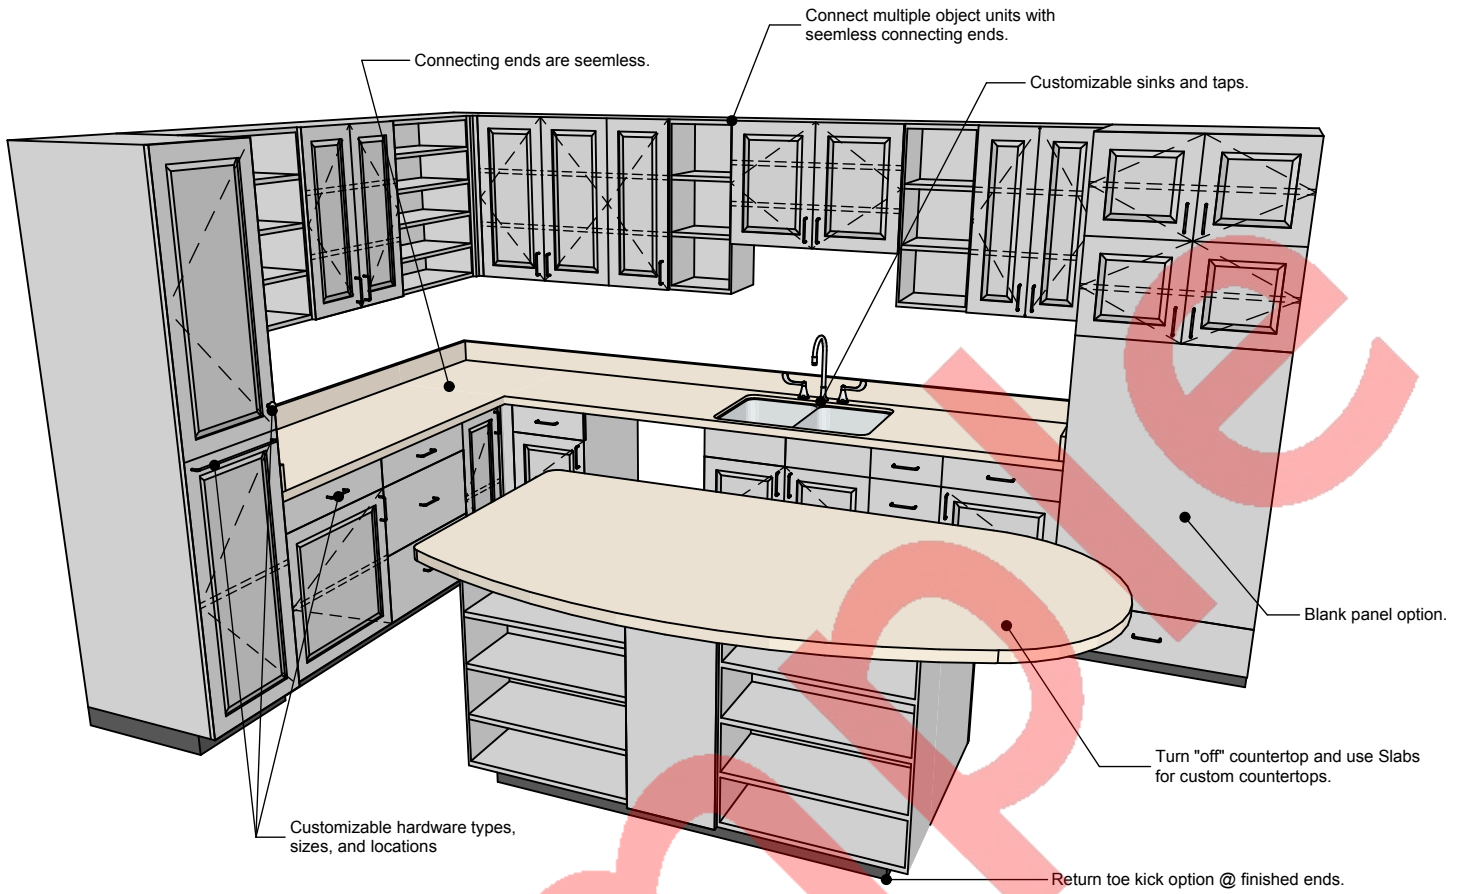 Connect multiple object units with
seemless connecting ends.
Connecting ends are seemless.
Customizable sinks and taps.
Blank panel option.
Turn "off" countertop and use Slabs
for custom countertops.
Customizable hardware types,
sizes, and locations
Return toe kick option @ finished ends.